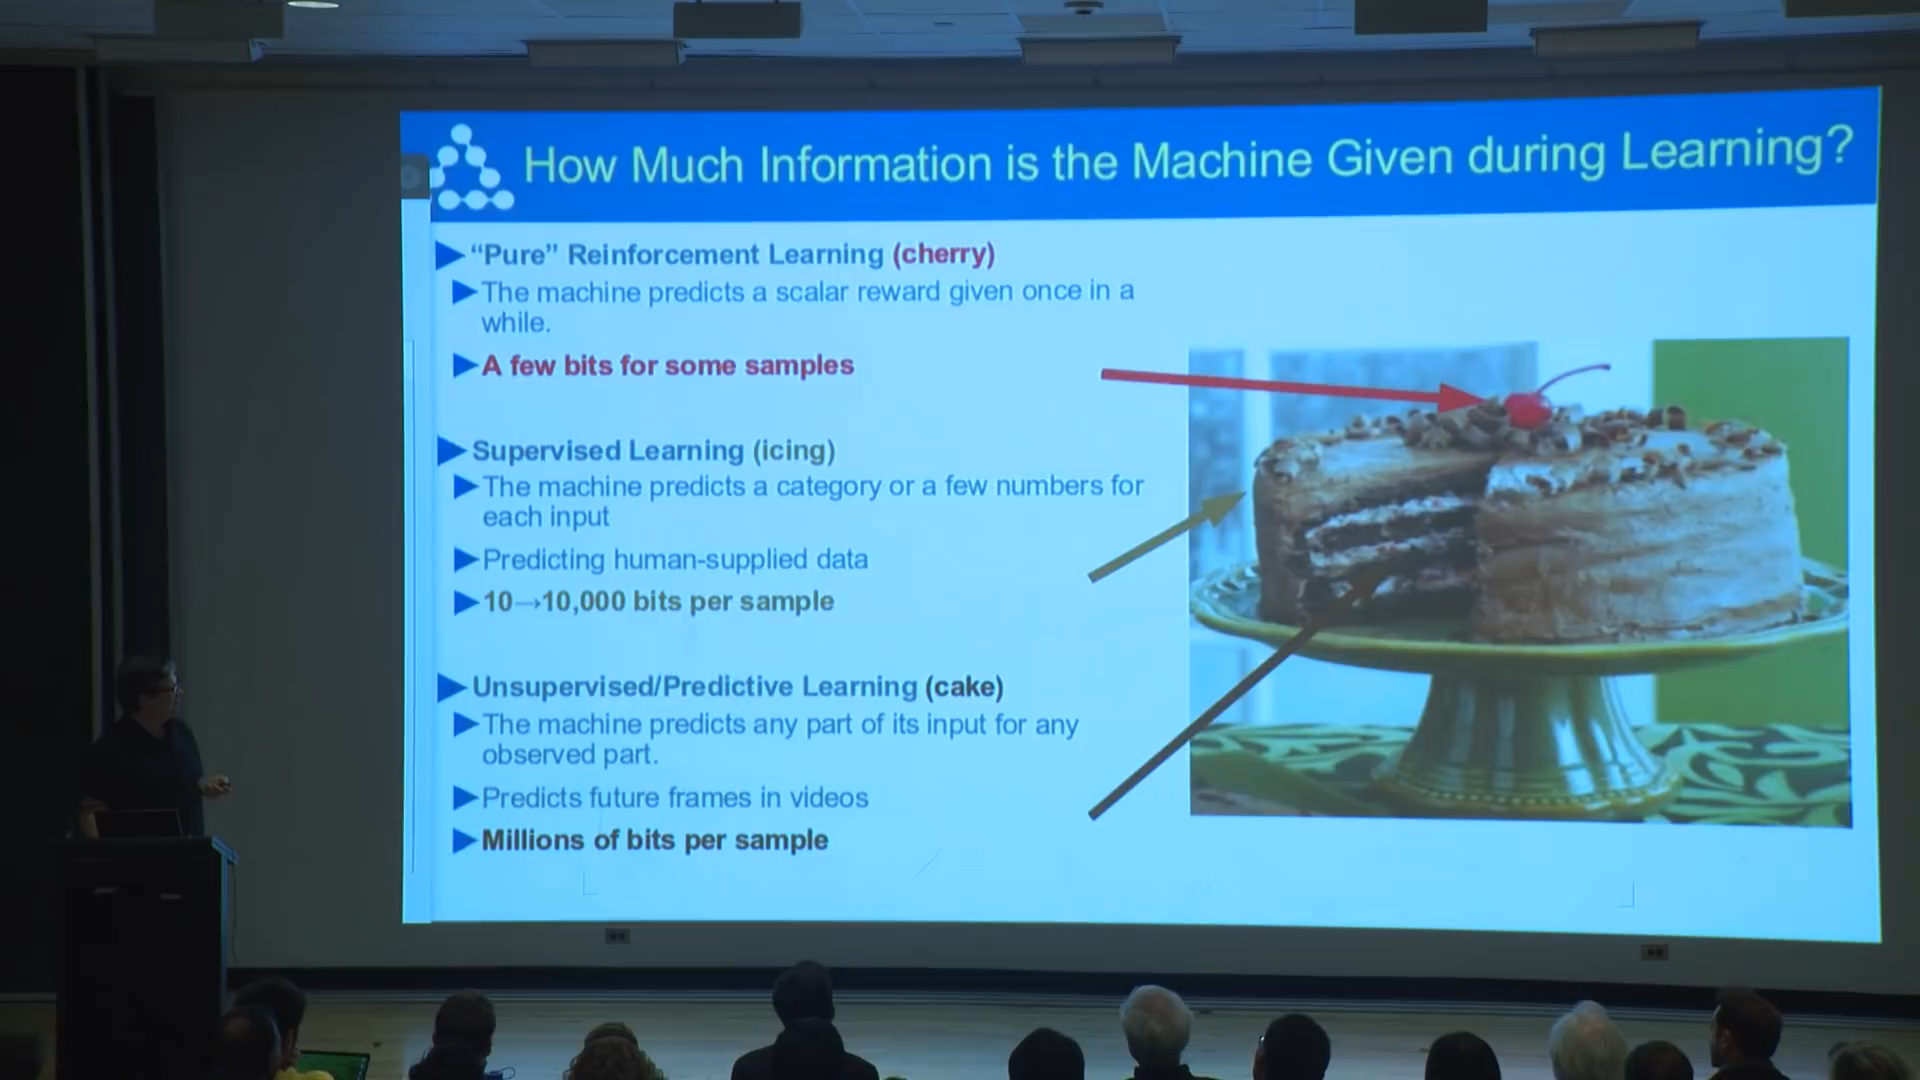 How Much Information is the Machine Given during Learning?
“Pure” Reinforcement Learning (cherry)
The machine predicts a scalar reward given once in a
while.
A few bits for some samples
Supervised Learning (icing)
The machine predicts a category or a few numbers for
each input
Predicting human-supplied data
10→10,000 bits per sample
Unsupervised/Predictive Learning (cake)
The machine predicts any part of its input for any
observed part.
Predicts future frames in videos
Millions of bits per sample